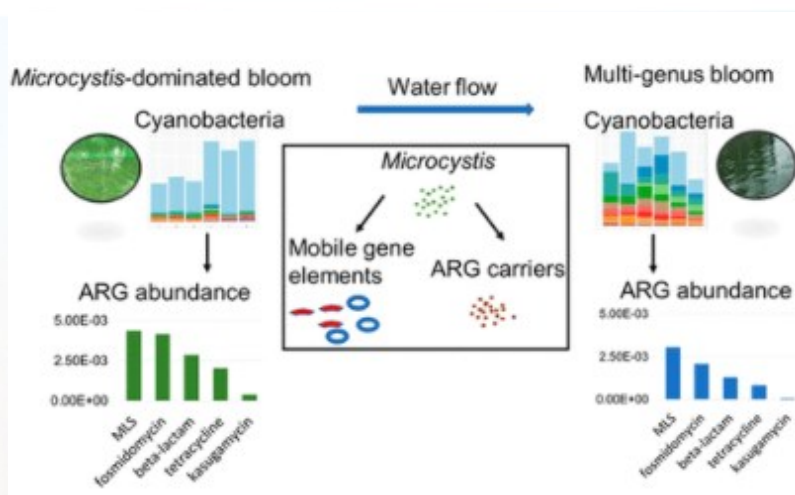 Microcystis-dominated bloom
Cyanobacteria
Water flow
Multi-genus bloom
Cyanobacteria
Microcystis
Mobile gene
elements
ARG carriers
ARG abundance
5.00E-03
2.50E-03
0.00E+00
MLS
fosmidomycin
beta-lactam
tetracycline
kasugamycin
ARG abundance
5.00E-03
2.50E-03
0.00E+00
MLS
fosmidomycin
beta-lactam
tetracycline
kasugamycin